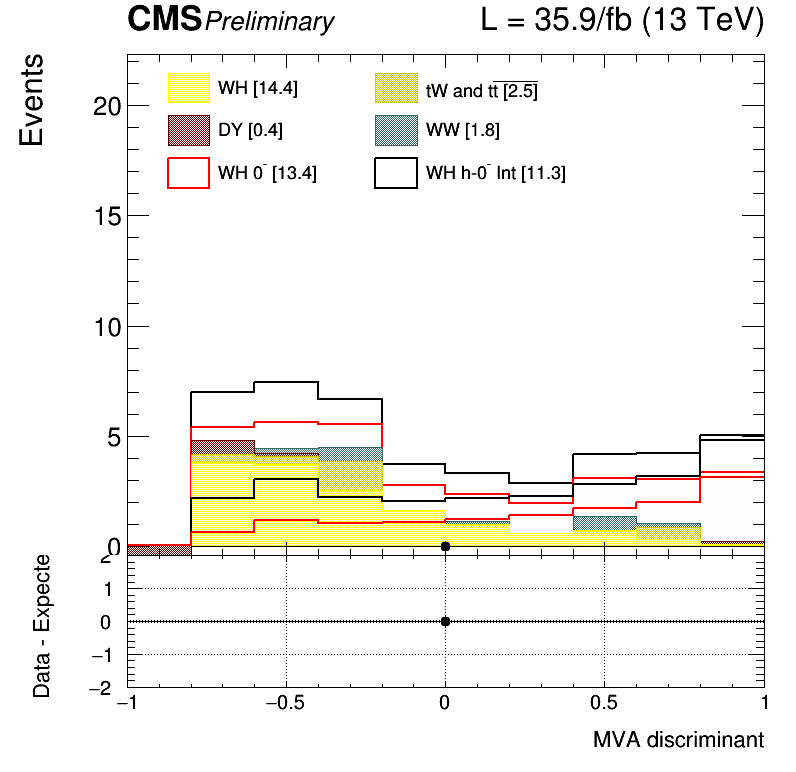 CMS Preliminary L = 35.9/fb (13 TeV)
Events
WH [14.4] tW and tt [2.5]
DY [0.4] WW [1.8]
WH 0⁻ [13.4] WH h-0⁻ Int [11.3]
20
15
10
5
0
Data - Expecte
2
1
0
−1
−2
−1 −0.5 0 0.5 1
MVA discriminant